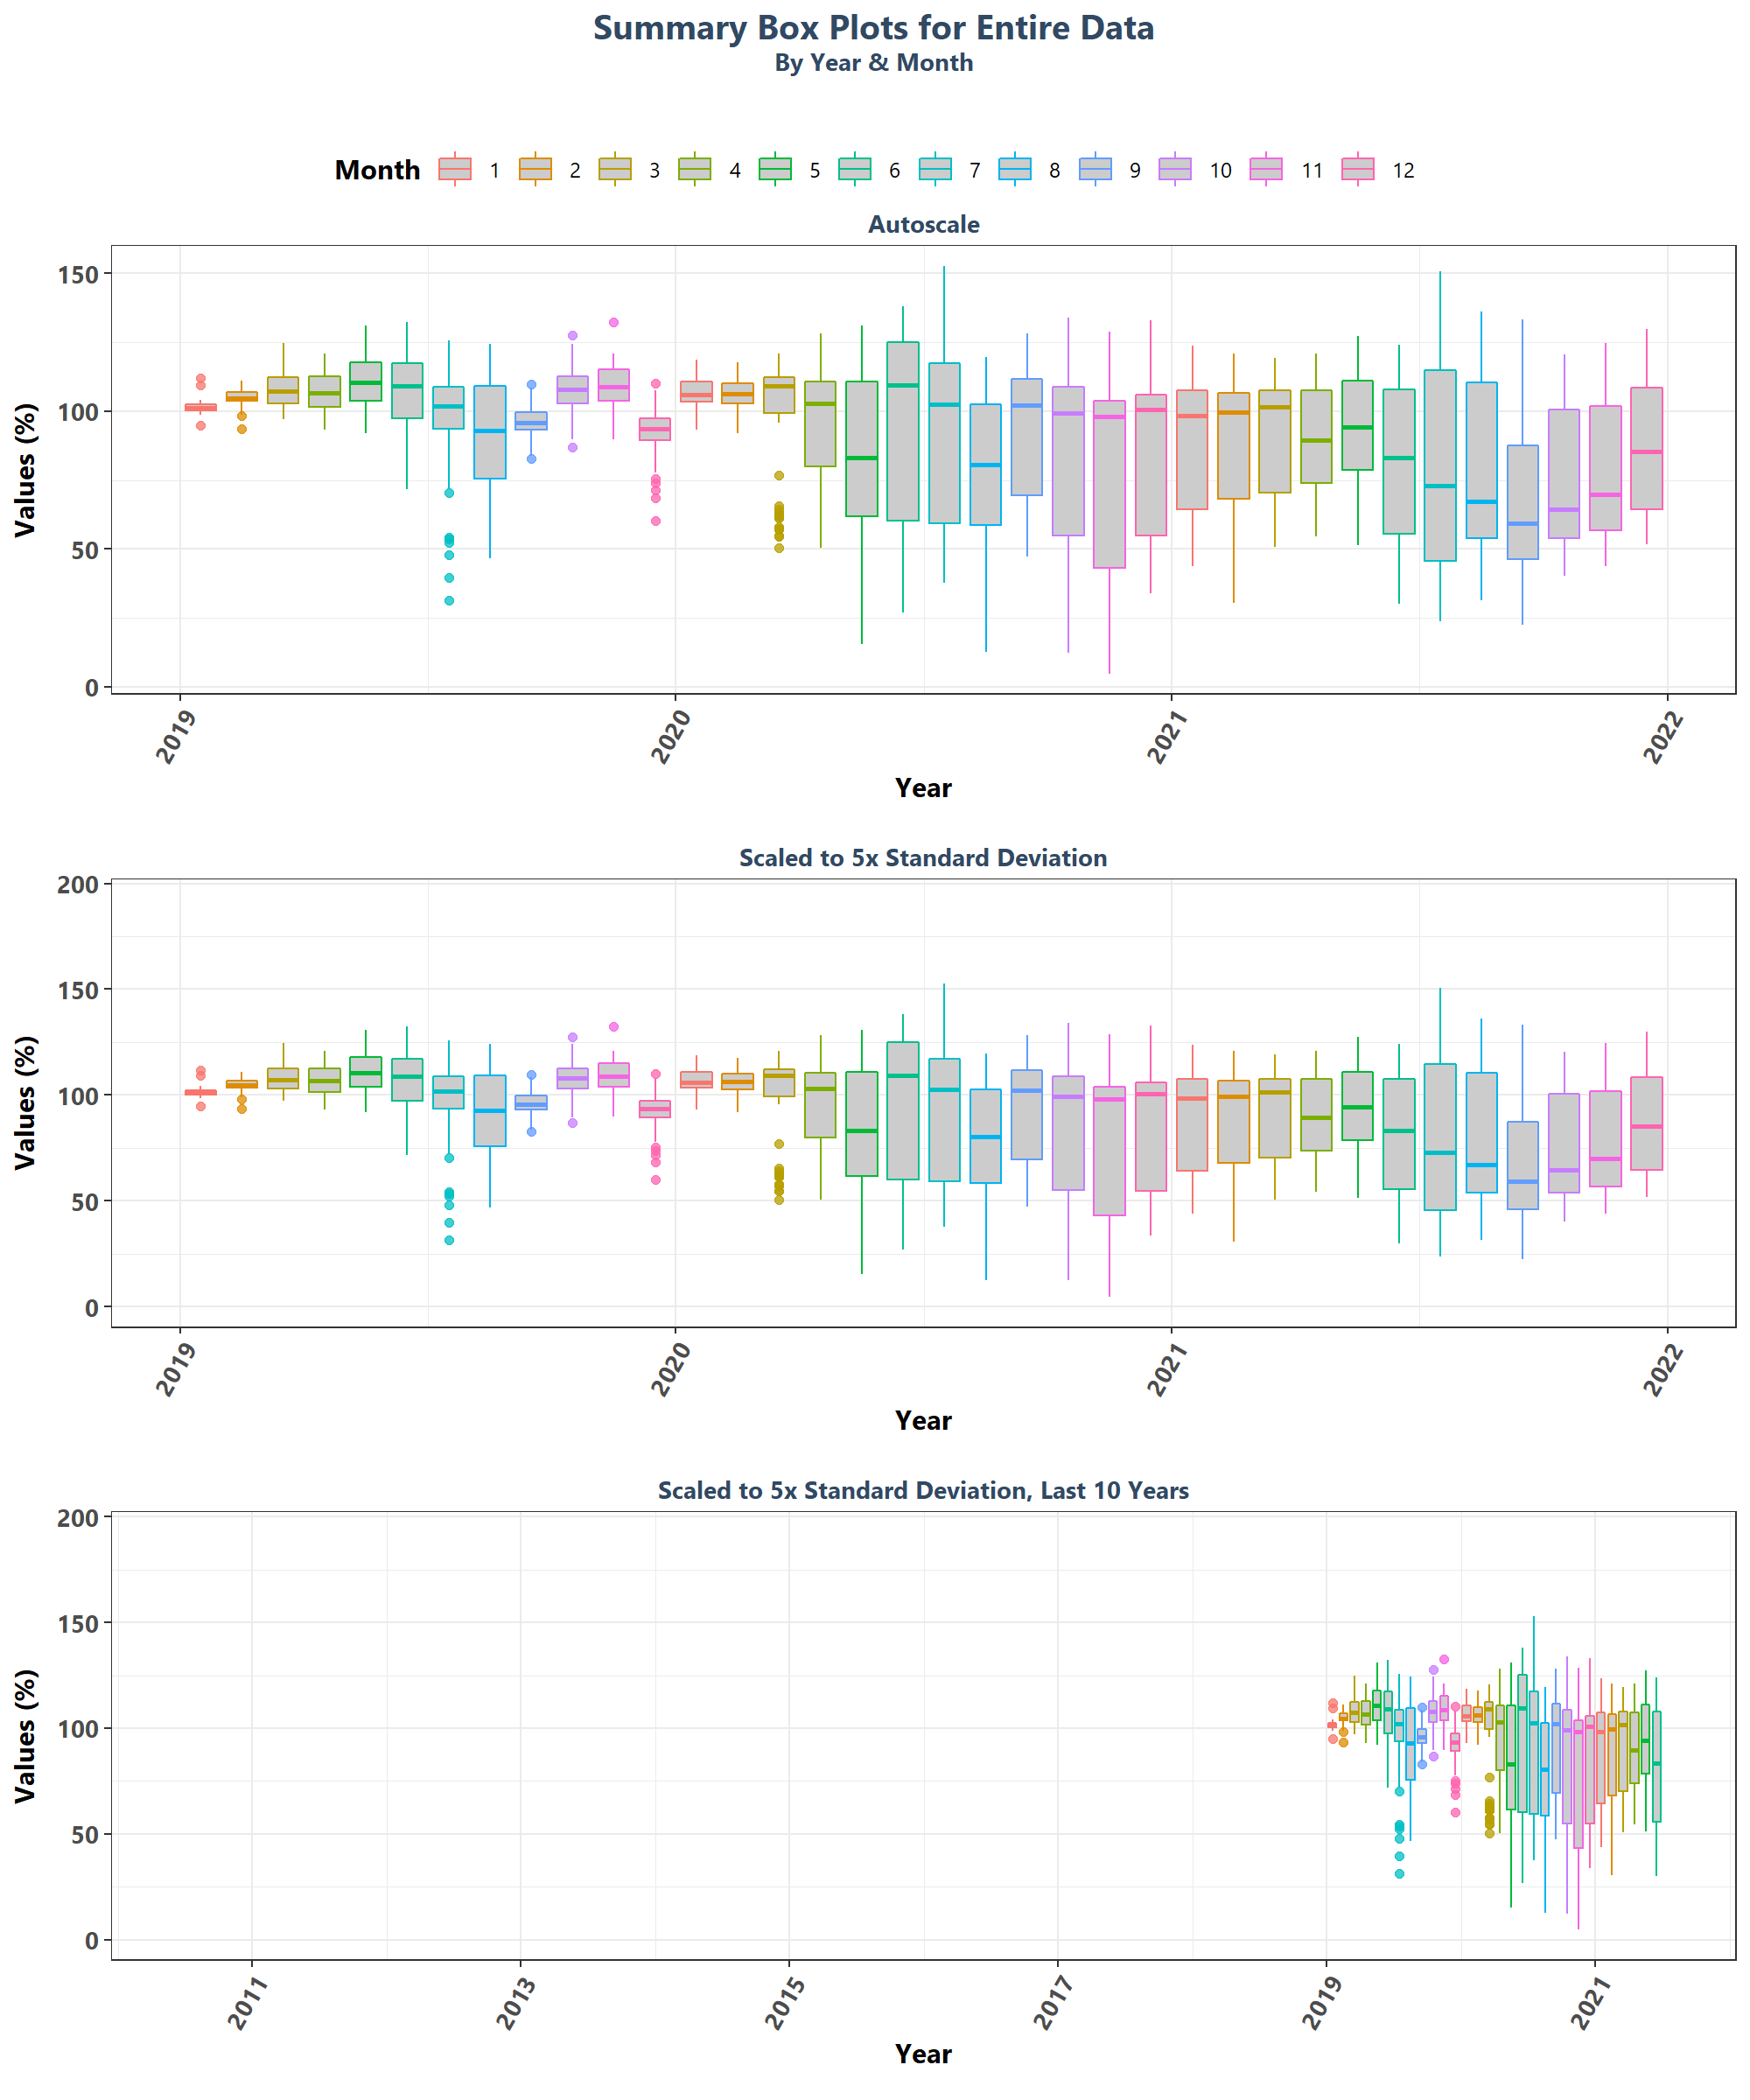 Summary Box Plots for Entire Data
By Year & Month
Month 1 2 3 4 5 6 7 8 9 10 11 12
Autoscale
Values (%)
150
100
50
0
2019 2020 2021 2022
Year
Scaled to 5x Standard Deviation
Values (%)
200
150
100
50
0
2019 2020 2021 2022
Year
Scaled to 5x Standard Deviation, Last 10 Years
Values (%)
200
150
100
50
0
2011 2013 2015 2017 2019 2021
Year